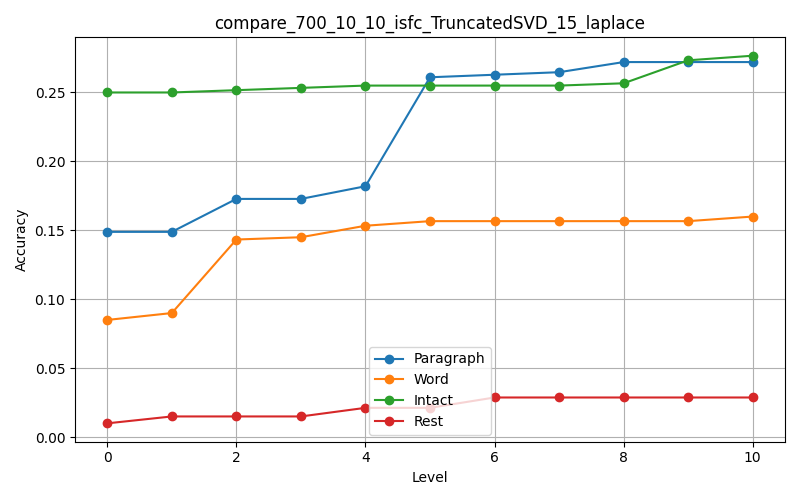 compare_700_10_10_isfc_TruncatedSVD_15_laplace
Accuracy
0.25
0.20
0.15
0.10
0.05
0.00
Paragraph
Word
Intact
Rest
0 2 4 6 8 10
Level